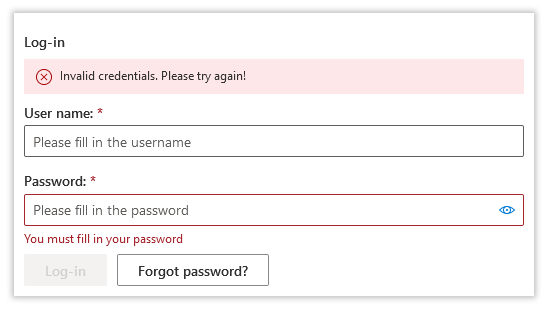 Log-in
Invalid credentials. Please try again!
User name: *
Please fill in the username
Password: *
Please fill in the password
You must fill in your password
Log-in Forgot password?